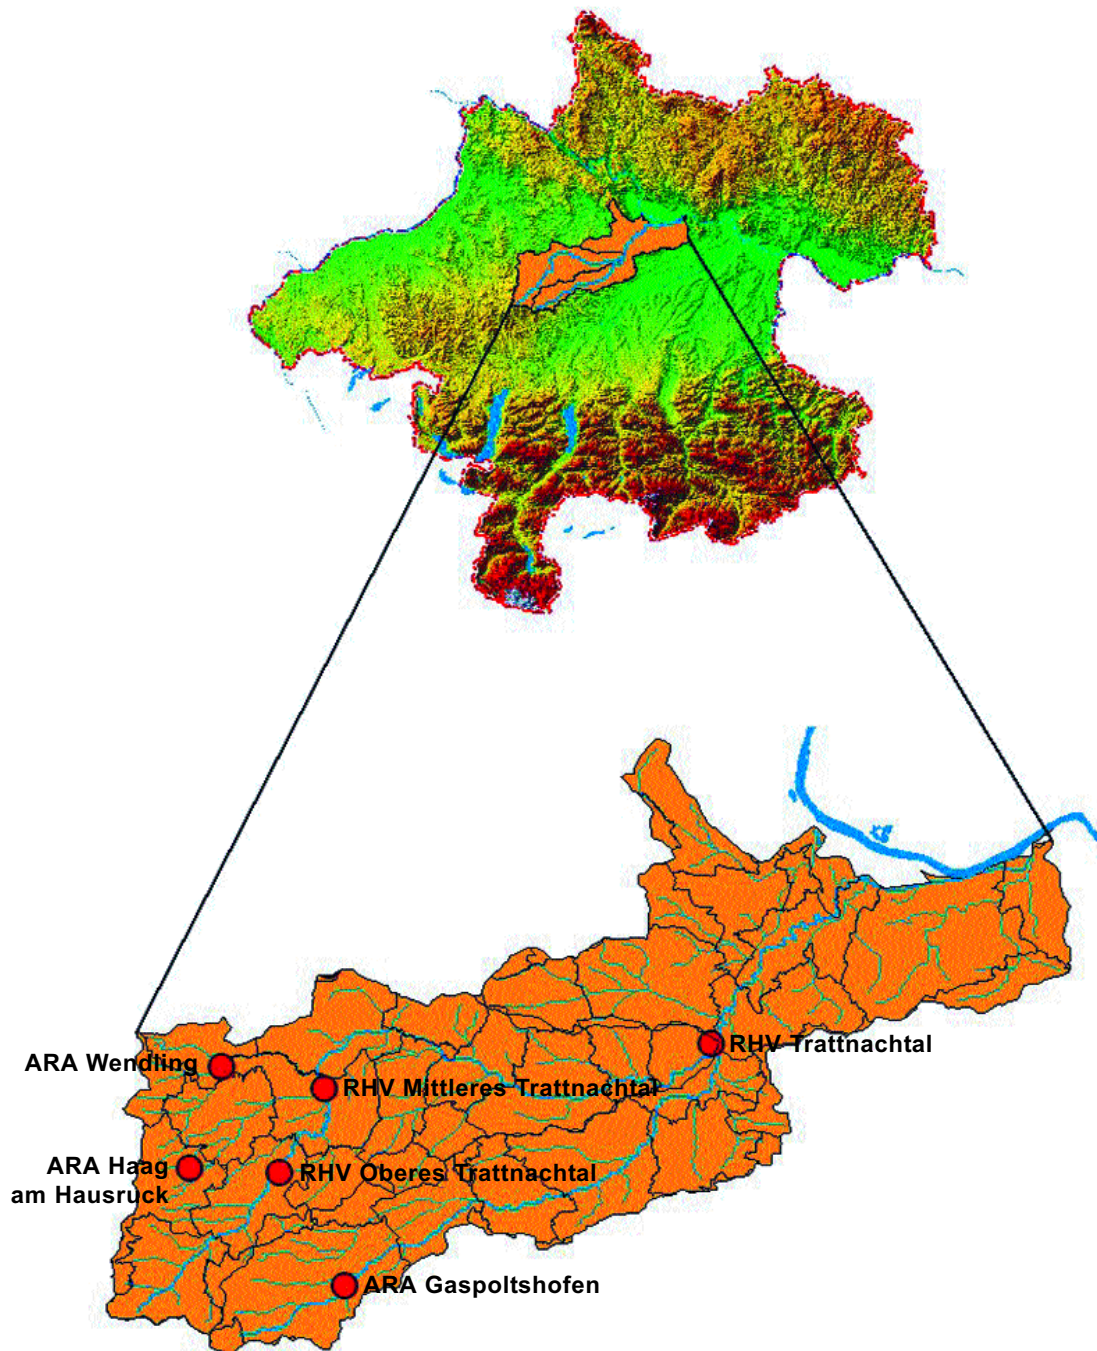 RHV Trattnachtal
ARA Wendling
RHV Mittleres Trattnachtal
ARA Haag
am Hausruck
RHV Oberes Trattnachtal
ARA Gaspoltshofen